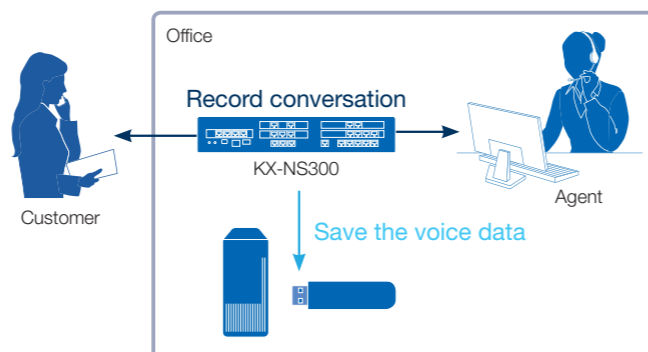 Office
Record conversation
KX-NS300
Customer
Agent
Save the voice data